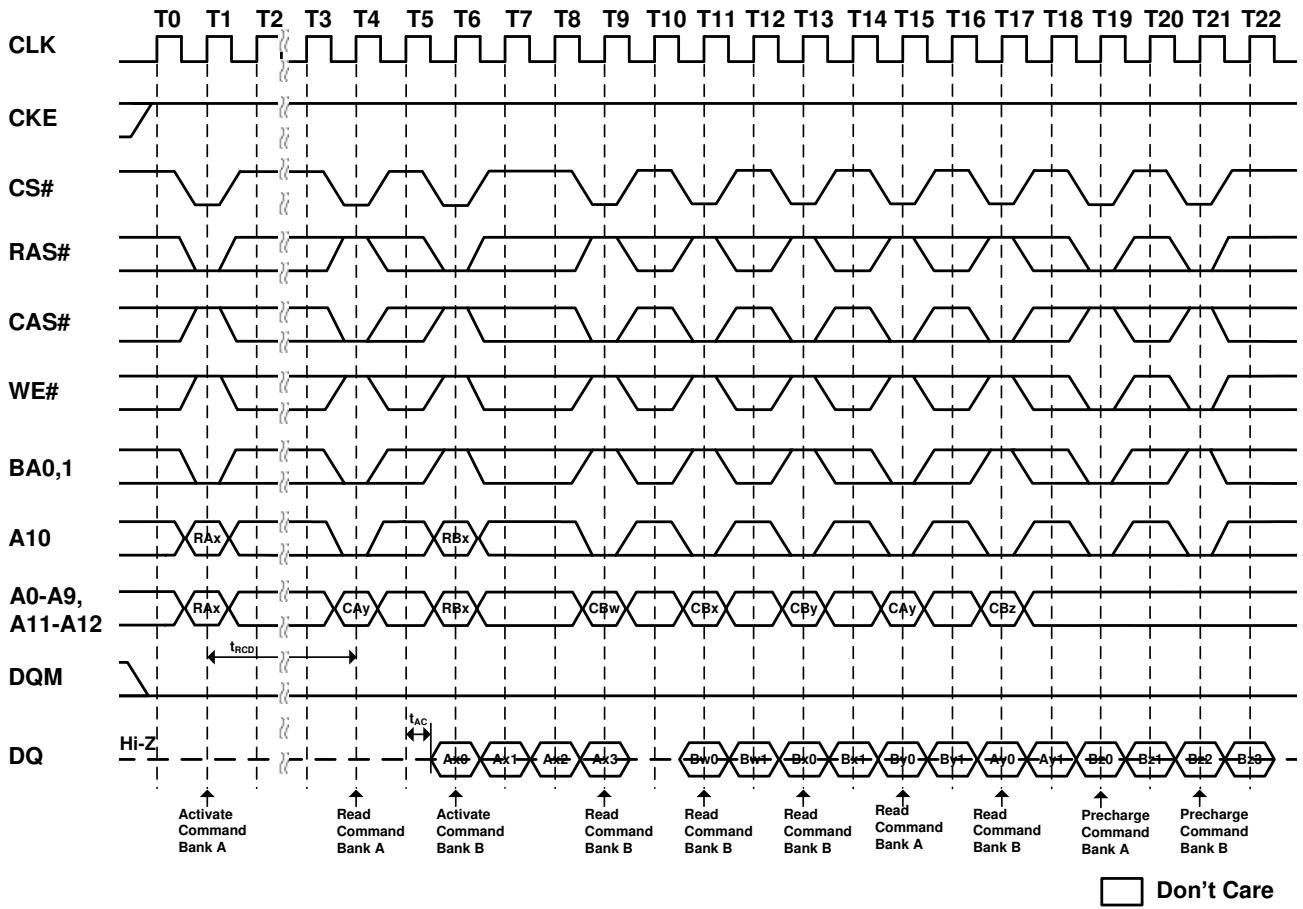 T0 T1 T2 T3 T4 T5 T6 T7 T8 T9 T10 T11 T12 T13 T14 T15 T16 T17 T18 T19 T20 T21 T22
CLK
CKE
CS#
RAS#
CAS#
WE#
BA0,1
A10 RAx RBx
A0-A9,
A11-A12
RAx CAy RBx CBw CBx CBy CAy CBz
tRCD
DQM
tAC
DQ Hi-Z Ax0 Ax1 Ax2 Ax3 Bw0 Bw1 Bx0 Bx1 By0 By1 Ay0 Ay1 Bz0 Bz1 Bz2 Bz3
Activate
Command
Bank A
Read
Command
Bank A
Activate
Command
Bank B
Read
Command
Bank B
Read
Command
Bank B
Read
Command
Bank B
Read
Command
Bank A
Read
Command
Bank B
Precharge
Command
Bank A
Precharge
Command
Bank B
Don't Care